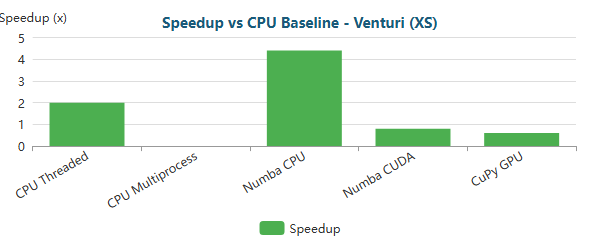 Speedup (x)
Speedup vs CPU Baseline - Venturi (XS)
5
4
3
2
1
0
CPU Threaded
CPU Multiprocess
Numba CPU
Numba CUDA
CuPy GPU
Speedup